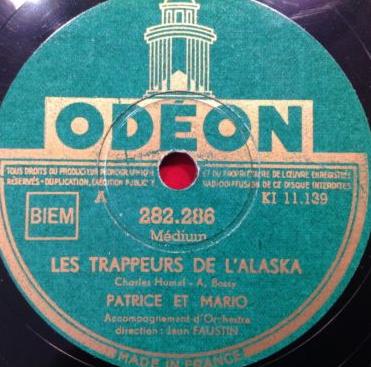 ODÉON
TOUS DROITS DU PRODUCTEUR PHONOGRAPHIQUE ET DU PROPRIÉTAIRE DE L'ŒUVRE ENREGISTRÉE
RÉSERVÉS - DUPLICATION, EXÉCUTION PUBLIQUE RADIODIFFUSION DE CE DISQUE INTERDITES
A
KI 11.139
BIEM
282.286
Médium
LES TRAPPEURS DE L'ALASKA
Charles Humel - A. Bossy
PATRICE ET MARIO
Accompagnement d'Orchestre
direction : Jean FAUSTIN
MADE IN FRANCE